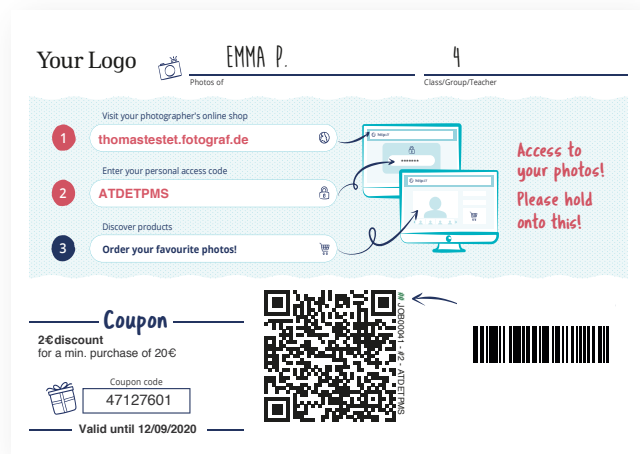 Your Logo
EMMA P.
4
Photos of
Class/Group/Teacher
Visit your photographer's online shop
1
thomastestet.fotograf.de
Enter your personal access code
2
ATDETPMS
Discover products
3
Order your favourite photos!
Access to
your photos!
Please hold
onto this!
Coupon
2€discount
for a min. purchase of 20€
Coupon code
47127601
Valid until 12/09/2020
## JOB00041 - #2 - ATDETPMS